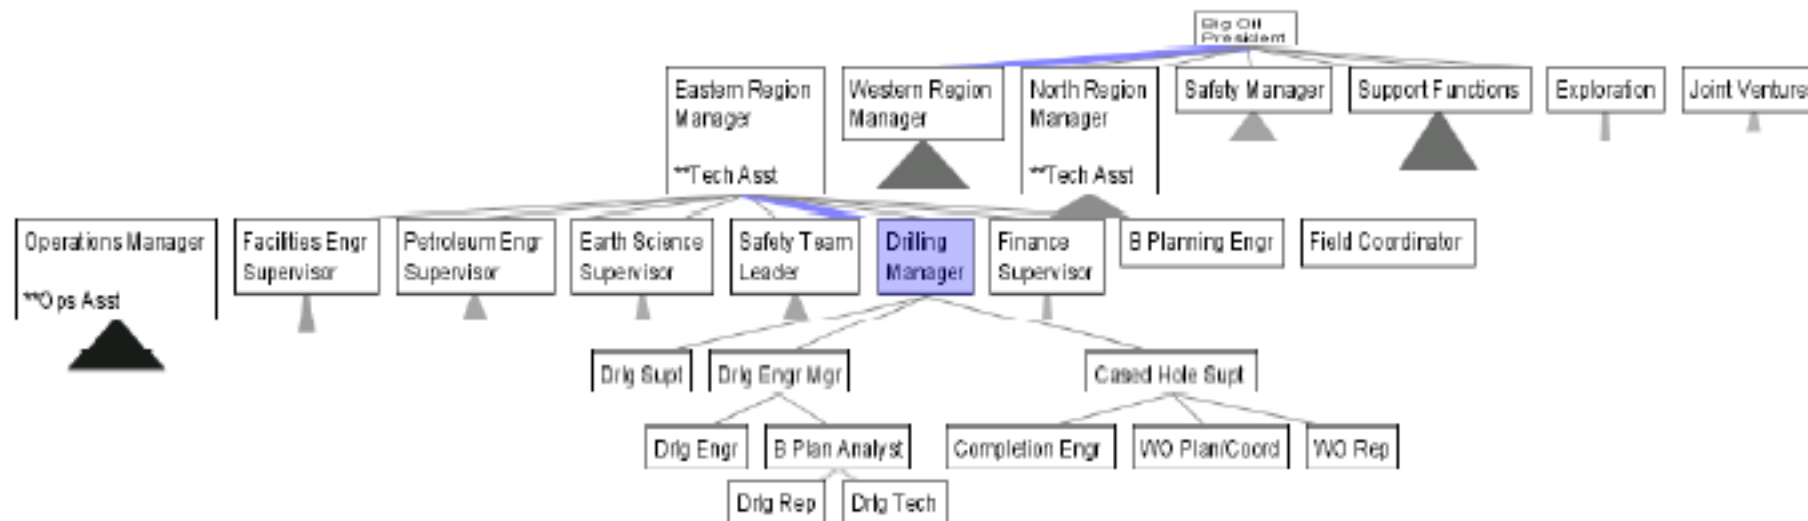 Big Oil
President
Eastern Region
Manager
**Tech Asst
Western Region
Manager
North Region
Manager
**Tech Asst
Safety Manager
Support Functions
Exploration
Joint Venture
Operations Manager
**Ops Asst
Facilities Engr
Supervisor
Petroleum Engr
Supervisor
Earth Science
Supervisor
Safety Team
Leader
Drilling
Manager
Finance
Supervisor
B Planning Engr
Field Coordinator
Drlg Supt
Drlg Engr Mgr
Cased Hole Supt
Drlg Engr
B Plan Analyst
Completion Engr
WO Plan/Coord
WO Rep
Drlg Rep
Drlg Tech